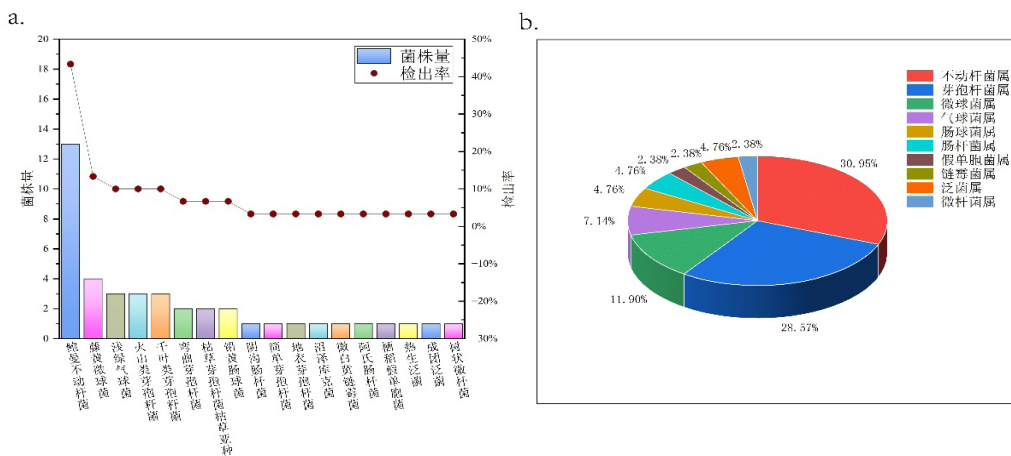 a.
20
18
16
14
12
10
8
6
4
2
0
菌株量
50%
40%
30%
20%
10%
0%
-10%
-20%
30%
检出率
菌株量
检出率
鲍曼不动杆菌
藤黄微球菌
浅绿气球菌
火山类芽孢杆菌
千叶类芽孢杆菌
弯曲芽孢杆菌
枯草芽孢杆菌枯草亚种
铅黄肠球菌
阴沟肠杆菌
简单芽孢杆菌
地衣芽孢杆菌
沼泽库克菌
微白黄链霉菌
阿氏肠杆菌
假单胞菌
热生泛菌
成团泛菌
树状微杆菌
b.
30.95%
28.57%
11.90%
7.14%
4.76%
4.76%
2.38%
2.38%
4.76%
2.38%
不动杆菌属
芽孢杆菌属
微球菌属
气球菌属
肠球菌属
肠杆菌属
假单胞菌属
链霉菌属
泛菌属
微杆菌属